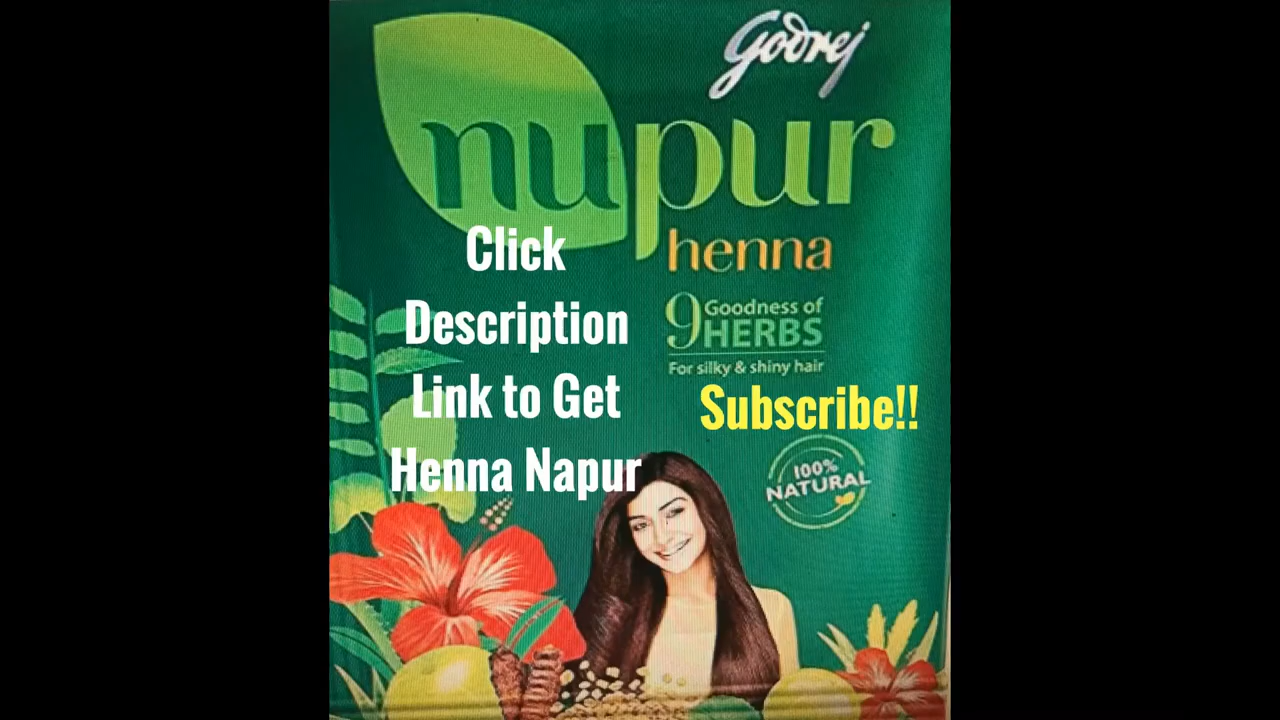 Godrej
nupur
henna
9 Goodness of
HERBS
For silky & shiny hair
100%
NATURAL
Click
Description
Link to Get
Henna Napur
Subscribe!!